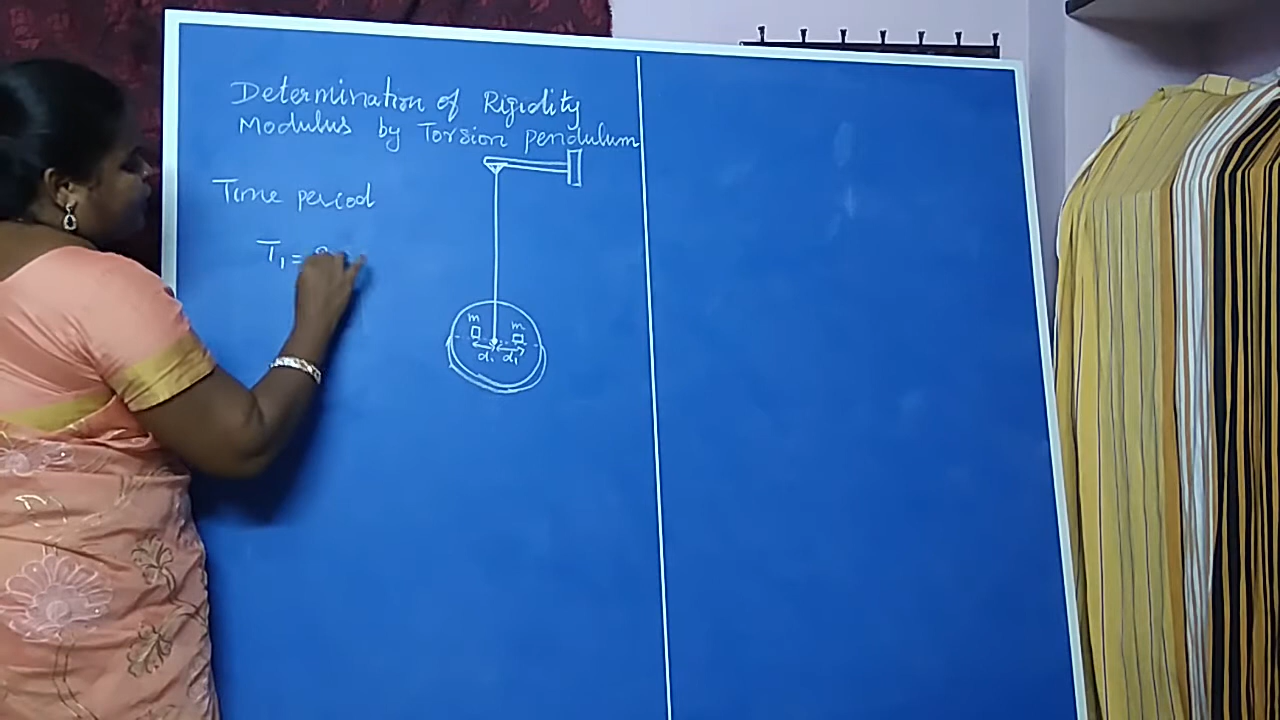 Determination of Rigidity
Modulus by Torsion pendulum
Time period
T₁ =
m
m
d₁
d₁